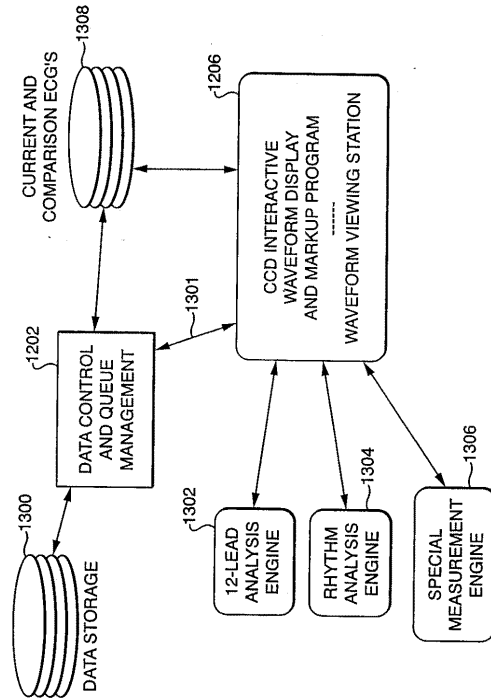 1300
DATA STORAGE
1202
DATA CONTROL
AND QUEUE
MANAGEMENT
1308
CURRENT AND
COMPARISON ECG'S
1301
1206
CCD INTERACTIVE
WAVEFORM DISPLAY
AND MARKUP PROGRAM
------
WAVEFORM VIEWING STATION
1302
12-LEAD
ANALYSIS
ENGINE
1304
RHYTHM
ANALYSIS
ENGINE
1306
SPECIAL
MEASUREMENT
ENGINE